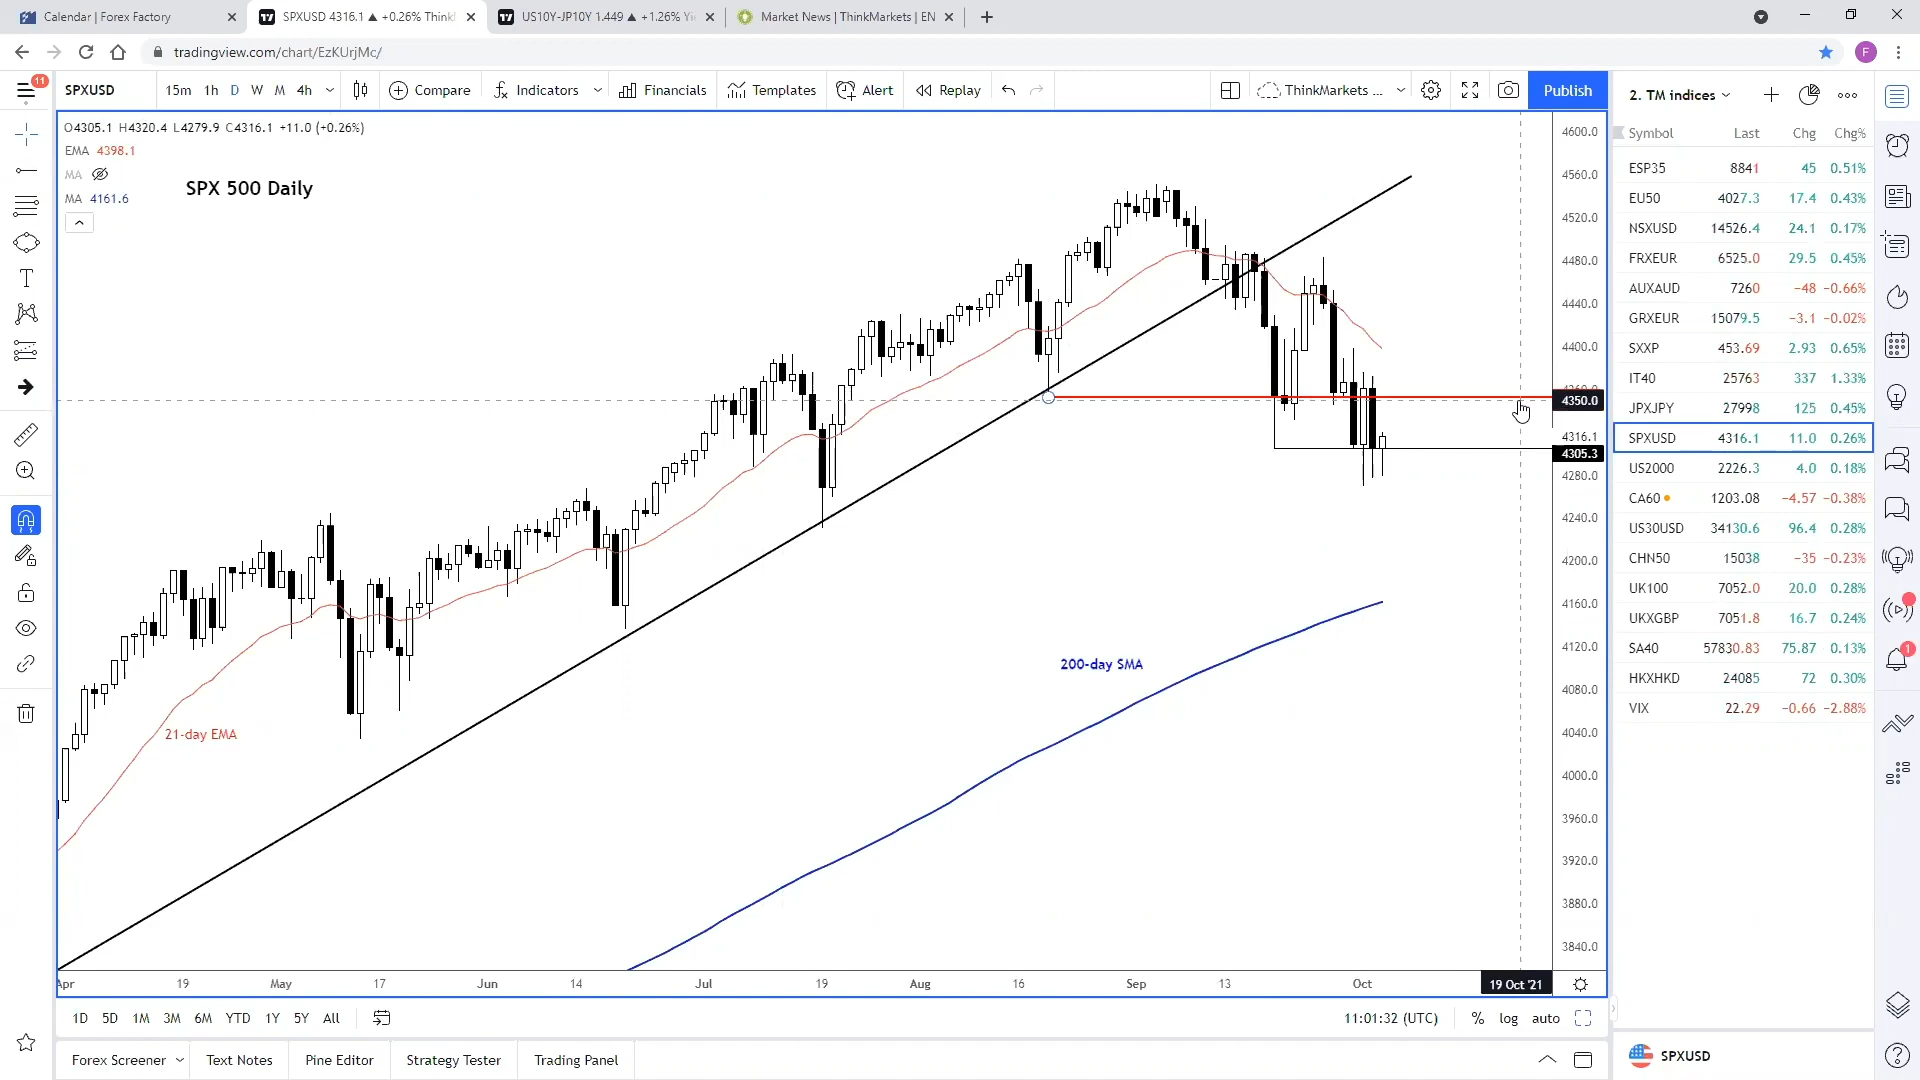 Calendar | Forex Factory
SPXUSD 4316.1 ▲ +0.26% Think
US10Y-JP10Y 1.449 ▲ +1.26% Yi
Market News | ThinkMarkets | EN
tradingview.com/chart/EzKUrjMc/
F
11
SPXUSD 15m 1h D W M 4h Compare Indicators Financials Templates Alert Replay ThinkMarkets ... Publish
O4305.1 H4320.4 L4279.9 C4316.1 +11.0 (+0.26%)
EMA 4398.1
MA
MA 4161.6
SPX 500 Daily
21-day EMA
200-day SMA
4600.0
4560.0
4520.0
4480.0
4440.0
4400.0
4360.0
4350.0
4316.1
4305.3
4280.0
4240.0
4200.0
4160.0
4120.0
4080.0
4040.0
4000.0
3960.0
3920.0
3880.0
3840.0
Apr 19 May 17 Jun 14 Jul 19 Aug 16 Sep 13 Oct 19 Oct '21
1D 5D 1M 3M 6M YTD 1Y 5Y All
11:01:32 (UTC) % log auto
Forex Screener Text Notes Pine Editor Strategy Tester Trading Panel
2. TM indices
Symbol Last Chg Chg%
ESP35 8841 45 0.51%
EU50 4027.3 17.4 0.43%
NSXUSD 14526.4 24.1 0.17%
FRXEUR 6525.0 29.5 0.45%
AUXAUD 7260 −48 −0.66%
GRXEUR 15079.5 −3.1 −0.02%
SXXP 453.69 2.93 0.65%
IT40 25763 337 1.33%
JPXJPY 27998 125 0.45%
SPXUSD 4316.1 11.0 0.26%
US2000 2226.3 4.0 0.18%
CA60 1203.08 −4.57 −0.38%
US30USD 34130.6 96.4 0.28%
CHN50 15038 −35 −0.23%
UK100 7052.0 20.0 0.28%
UKXGBP 7051.8 16.7 0.24%
SA40 57830.83 75.87 0.13%
HKXHKD 24085 72 0.30%
VIX 22.29 −0.66 −2.88%
1
SPXUSD